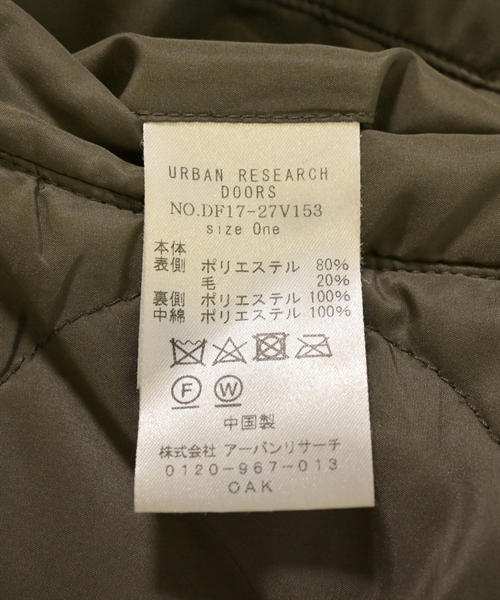 URBAN RESEARCH
DOORS
NO.DF17-27V153
size One
本体
表側 ポリエステル 80%
毛 20%
裏側 ポリエステル 100%
中綿 ポリエステル 100%
F W
中国製
株式会社 アーバンリサーチ
0120-967-013
OAK